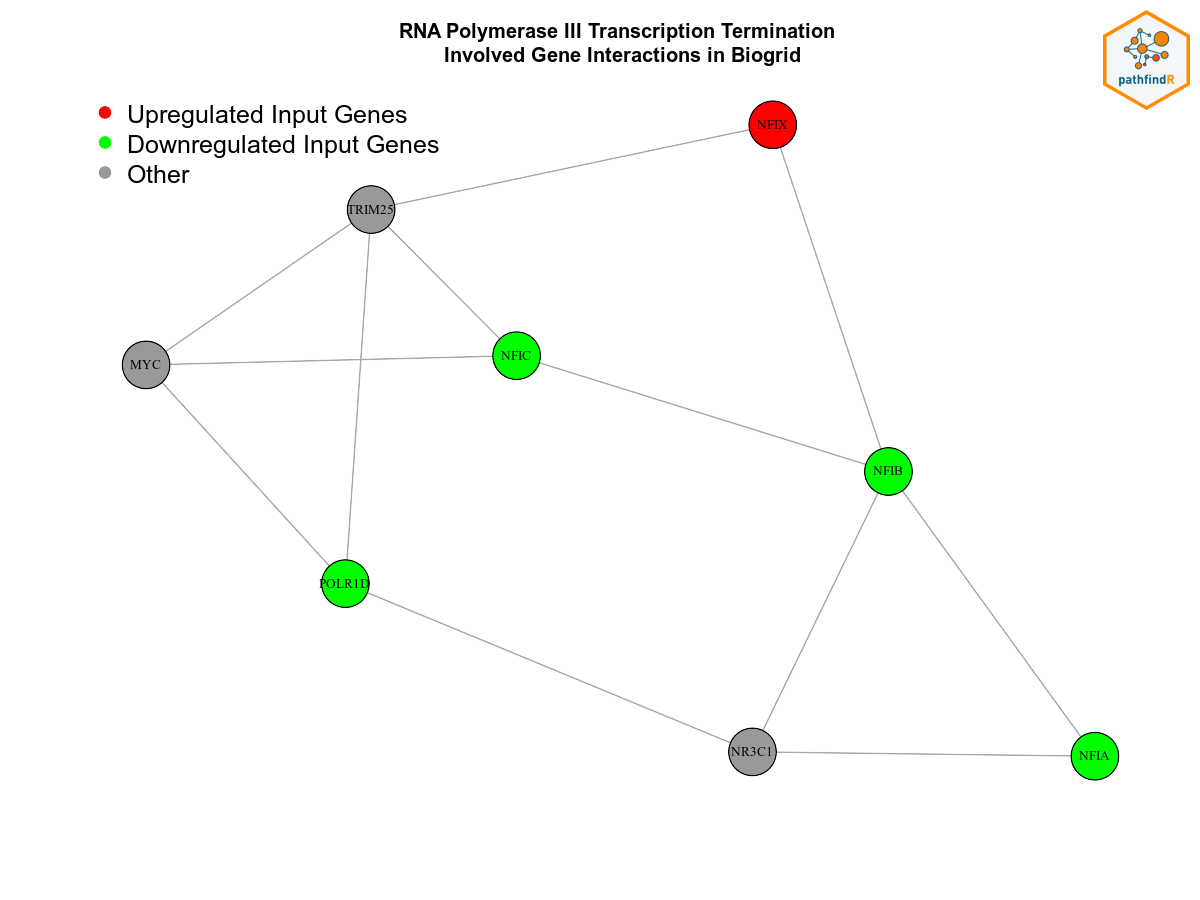 RNA Polymerase III Transcription Termination
Involved Gene Interactions in Biogrid
pathfindR
Upregulated Input Genes
Downregulated Input Genes
Other
NFIX
TRIM25
NFIC
MYC
NFIB
POLR1D
NR3C1
NFIA